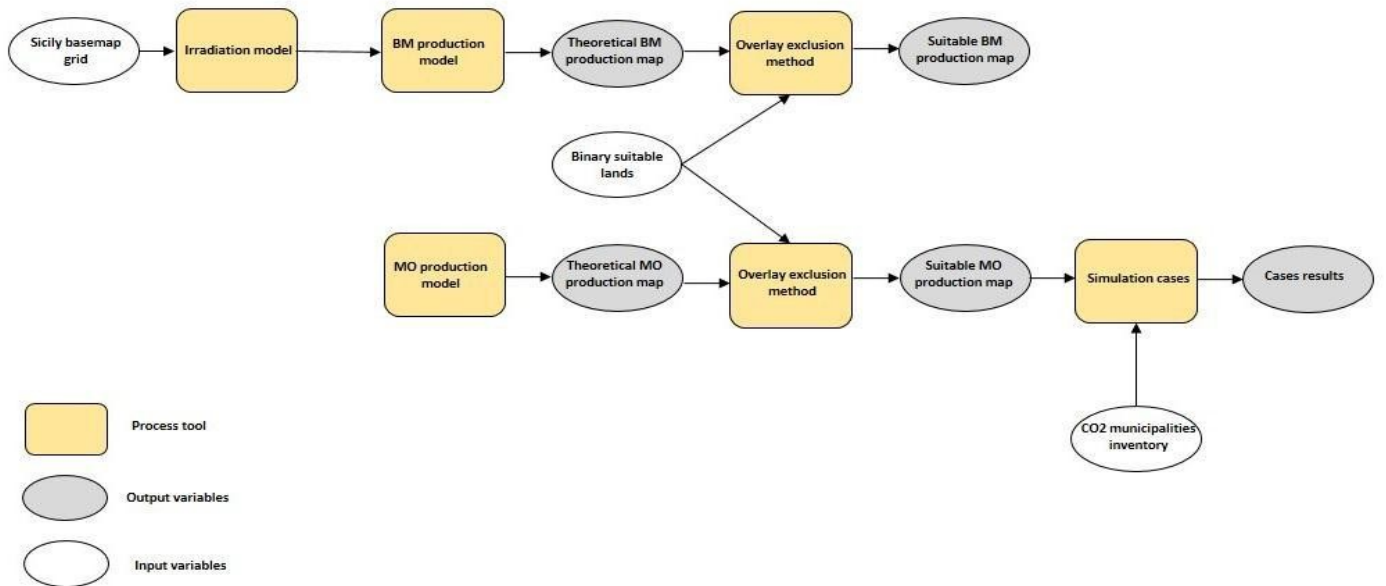 Sicily basemap
grid
Irradiation model
BM production
model
Theoretical BM
production map
Overlay exclusion
method
Suitable BM
production map
Binary suitable
lands
MO production
model
Theoretical MO
production map
Overlay exclusion
method
Suitable MO
production map
Simulation cases
Cases results
CO2 municipalities
inventory
Process tool
Output variables
Input variables